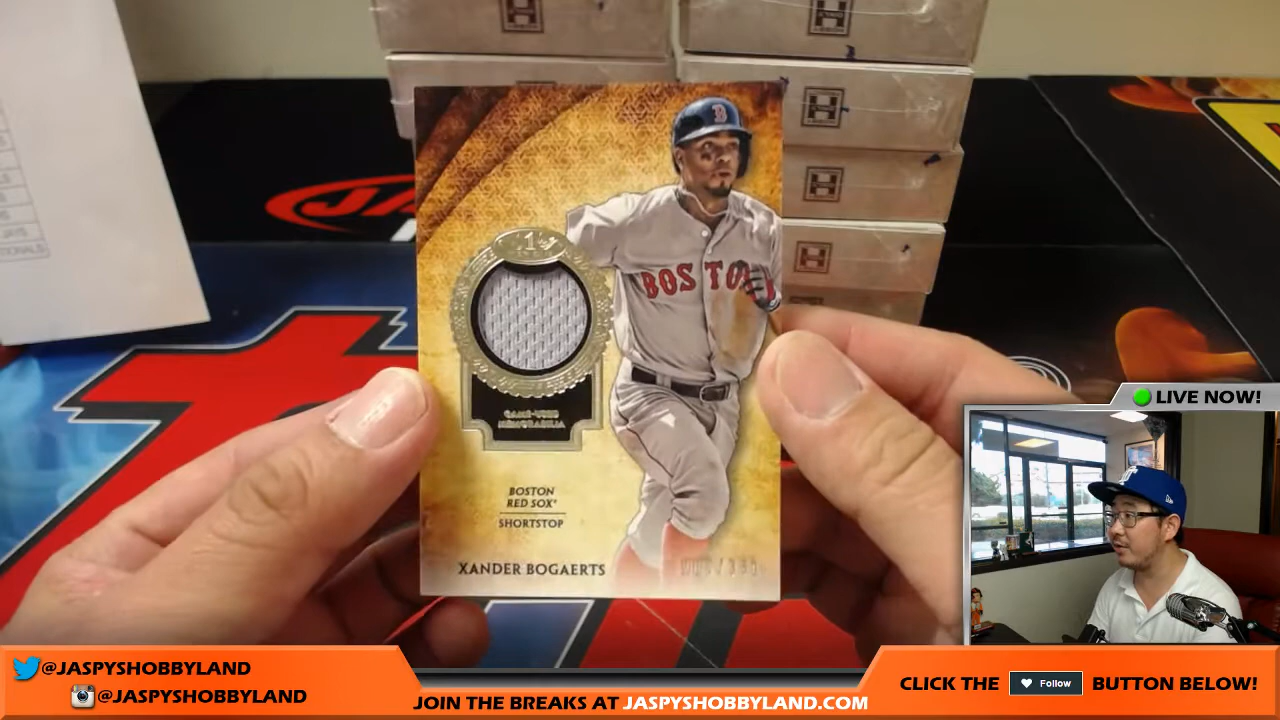 B
BOSTON
1
GAME-USED
MEMORABILIA
BOSTON
RED SOX
SHORTSTOP
XANDER BOGAERTS
H
H
H
H
LIVE NOW!
@JASPYSHOBBYLAND
@JASPYSHOBBYLAND
JOIN THE BREAKS AT JASPYSHOBBYLAND.COM
CLICK THE Follow BUTTON BELOW!